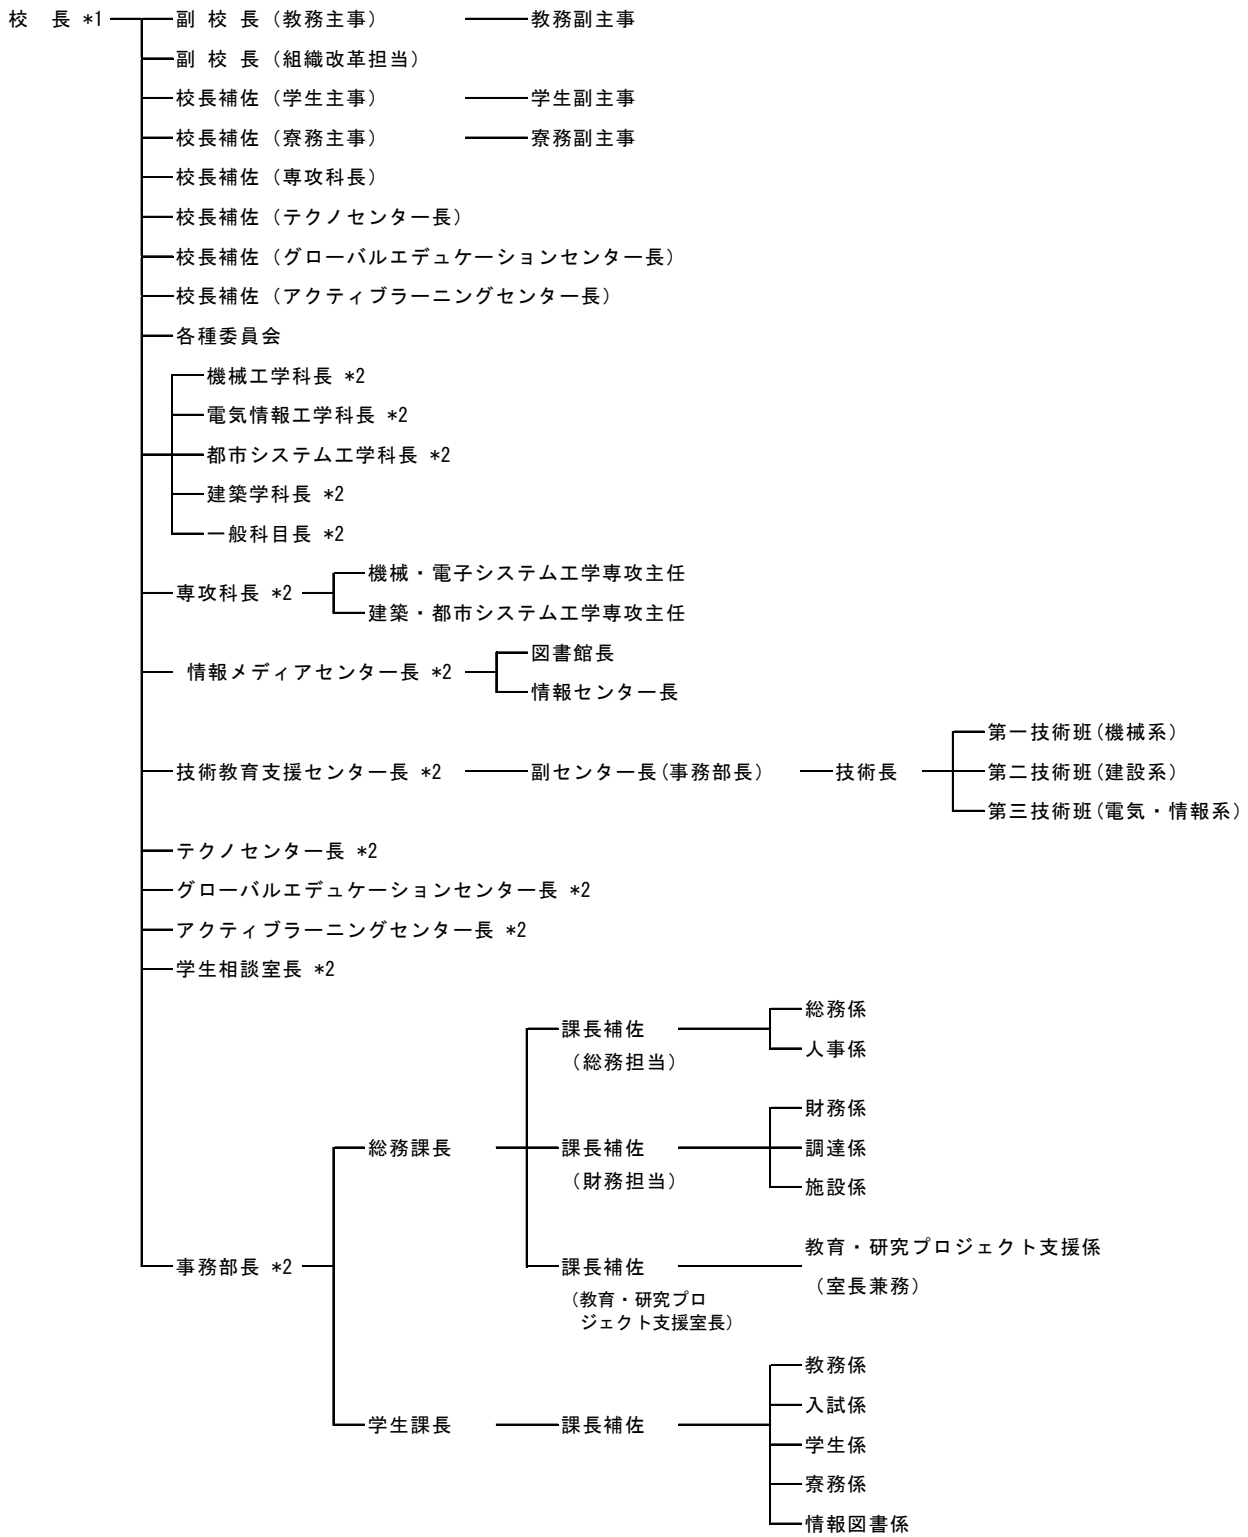 校　長 *1
副 校 長（教務主事）
教務副主事
副 校 長（組織改革担当）
校長補佐（学生主事）
学生副主事
校長補佐（寮務主事）
寮務副主事
校長補佐（専攻科長）
校長補佐（テクノセンター長）
校長補佐（グローバルエデュケーションセンター長）
校長補佐（アクティブラーニングセンター長）
各種委員会
機械工学科長 *2
電気情報工学科長 *2
都市システム工学科長 *2
建築学科長 *2
一般科目長 *2
専攻科長 *2
機械・電子システム工学専攻主任
建築・都市システム工学専攻主任
情報メディアセンター長 *2
図書館長
情報センター長
技術教育支援センター長 *2
副センター長(事務部長)
技術長
第一技術班(機械系)
第二技術班(建設系)
第三技術班(電気・情報系)
テクノセンター長 *2
グローバルエデュケーションセンター長 *2
アクティブラーニングセンター長 *2
学生相談室長 *2
事務部長 *2
総務課長
課長補佐
（総務担当）
総務係
人事係
課長補佐
（財務担当）
財務係
調達係
施設係
課長補佐
（教育・研究プロ
ジェクト支援室長）
教育・研究プロジェクト支援係
（室長兼務）
学生課長
課長補佐
教務係
入試係
学生係
寮務係
情報図書係